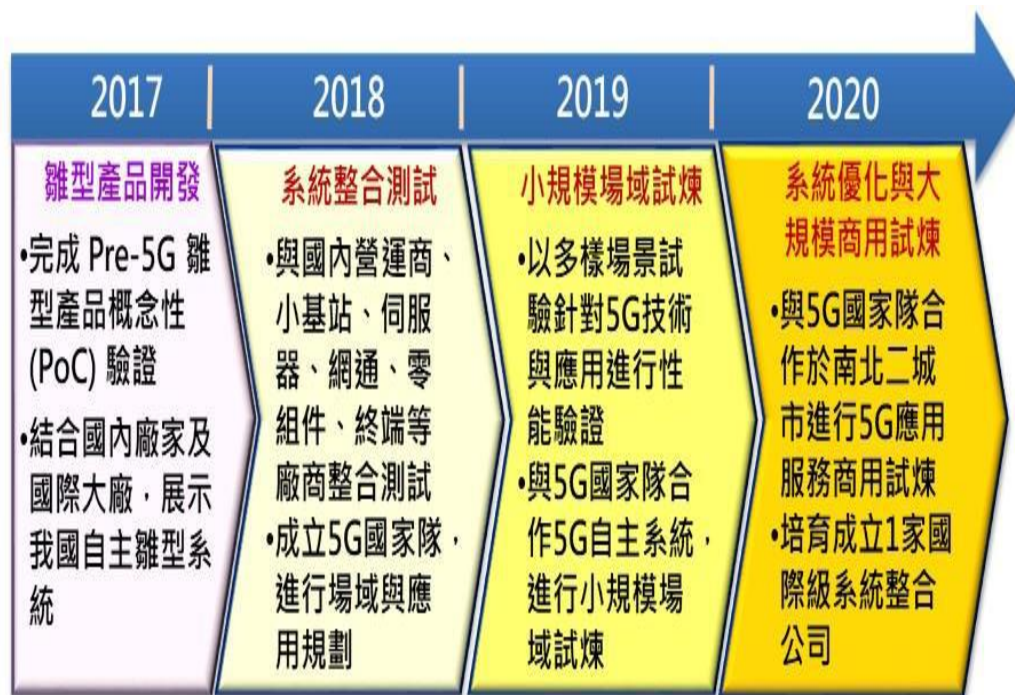 2017
2018
2019
2020
雛型產品開發
•完成 Pre-5G 雛
型產品概念性
(PoC) 驗證
•結合國內廠家及
國際大廠，展示
我國自主雛型系
統
系統整合測試
•與國內營運商、
小基站、伺服
器、網通、零
組件、終端等
廠商整合測試
•成立5G國家隊，
進行場域與應
用規劃
小規模場域試煉
•以多樣場景試
驗針對5G技術
與應用進行性
能驗證
•與5G國家隊合
作5G自主系統，
進行小規模場
域試煉
系統優化與大
規模商用試煉
•與5G國家隊合
作於南北二城
市進行5G應用
服務商用試煉
•培育成立1家國
際級系統整合
公司